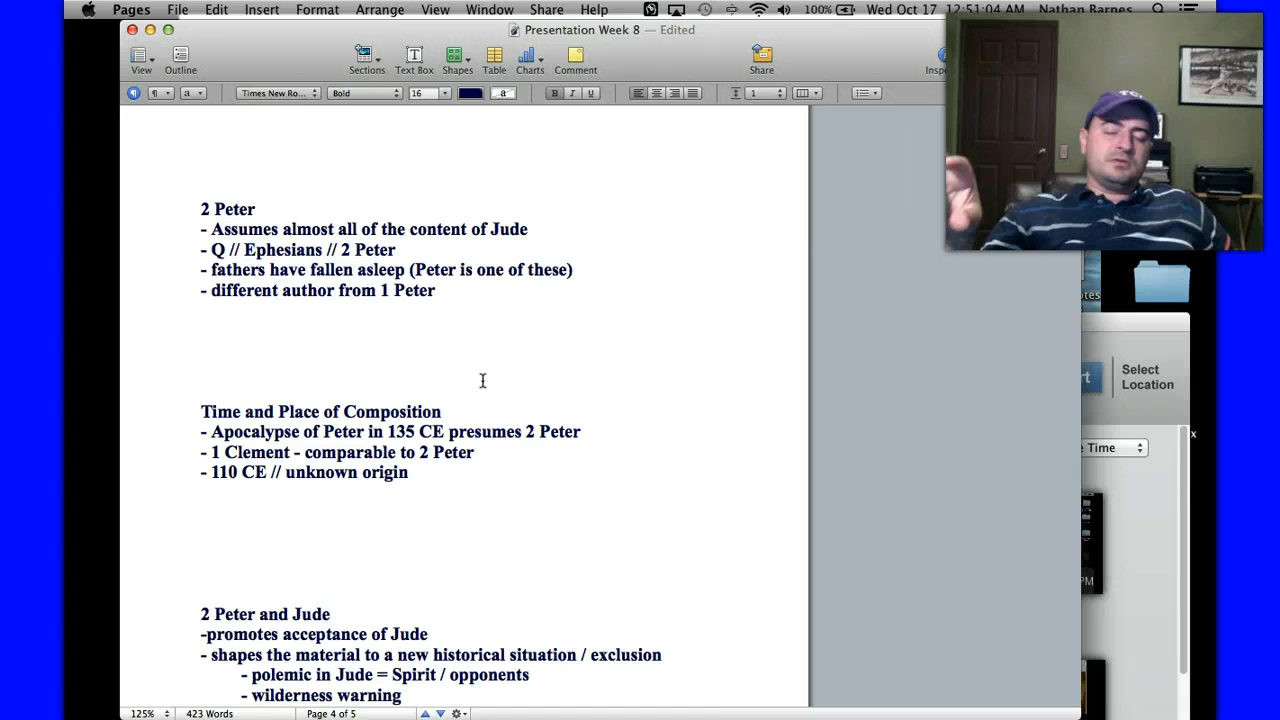 Pages File Edit Insert Format Arrange View Window Share Help 100% Wed Oct 17 12:51:04 AM Nathan Barnes
Presentation Week 8 — Edited
View Outline Sections Text Box Shapes Table Charts Comment Share
Times New Ro... Bold 16 a B I U 1
2 Peter
- Assumes almost all of the content of Jude
- Q // Ephesians // 2 Peter
- fathers have fallen asleep (Peter is one of these)
- different author from 1 Peter
Time and Place of Composition
- Apocalypse of Peter in 135 CE presumes 2 Peter
- 1 Clement - comparable to 2 Peter
- 110 CE // unknown origin
2 Peter and Jude
-promotes acceptance of Jude
- shapes the material to a new historical situation / exclusion
- polemic in Jude = Spirit / opponents
- wilderness warning
125% 423 Words Page 4 of 5
Select
Location
Time
PM
x